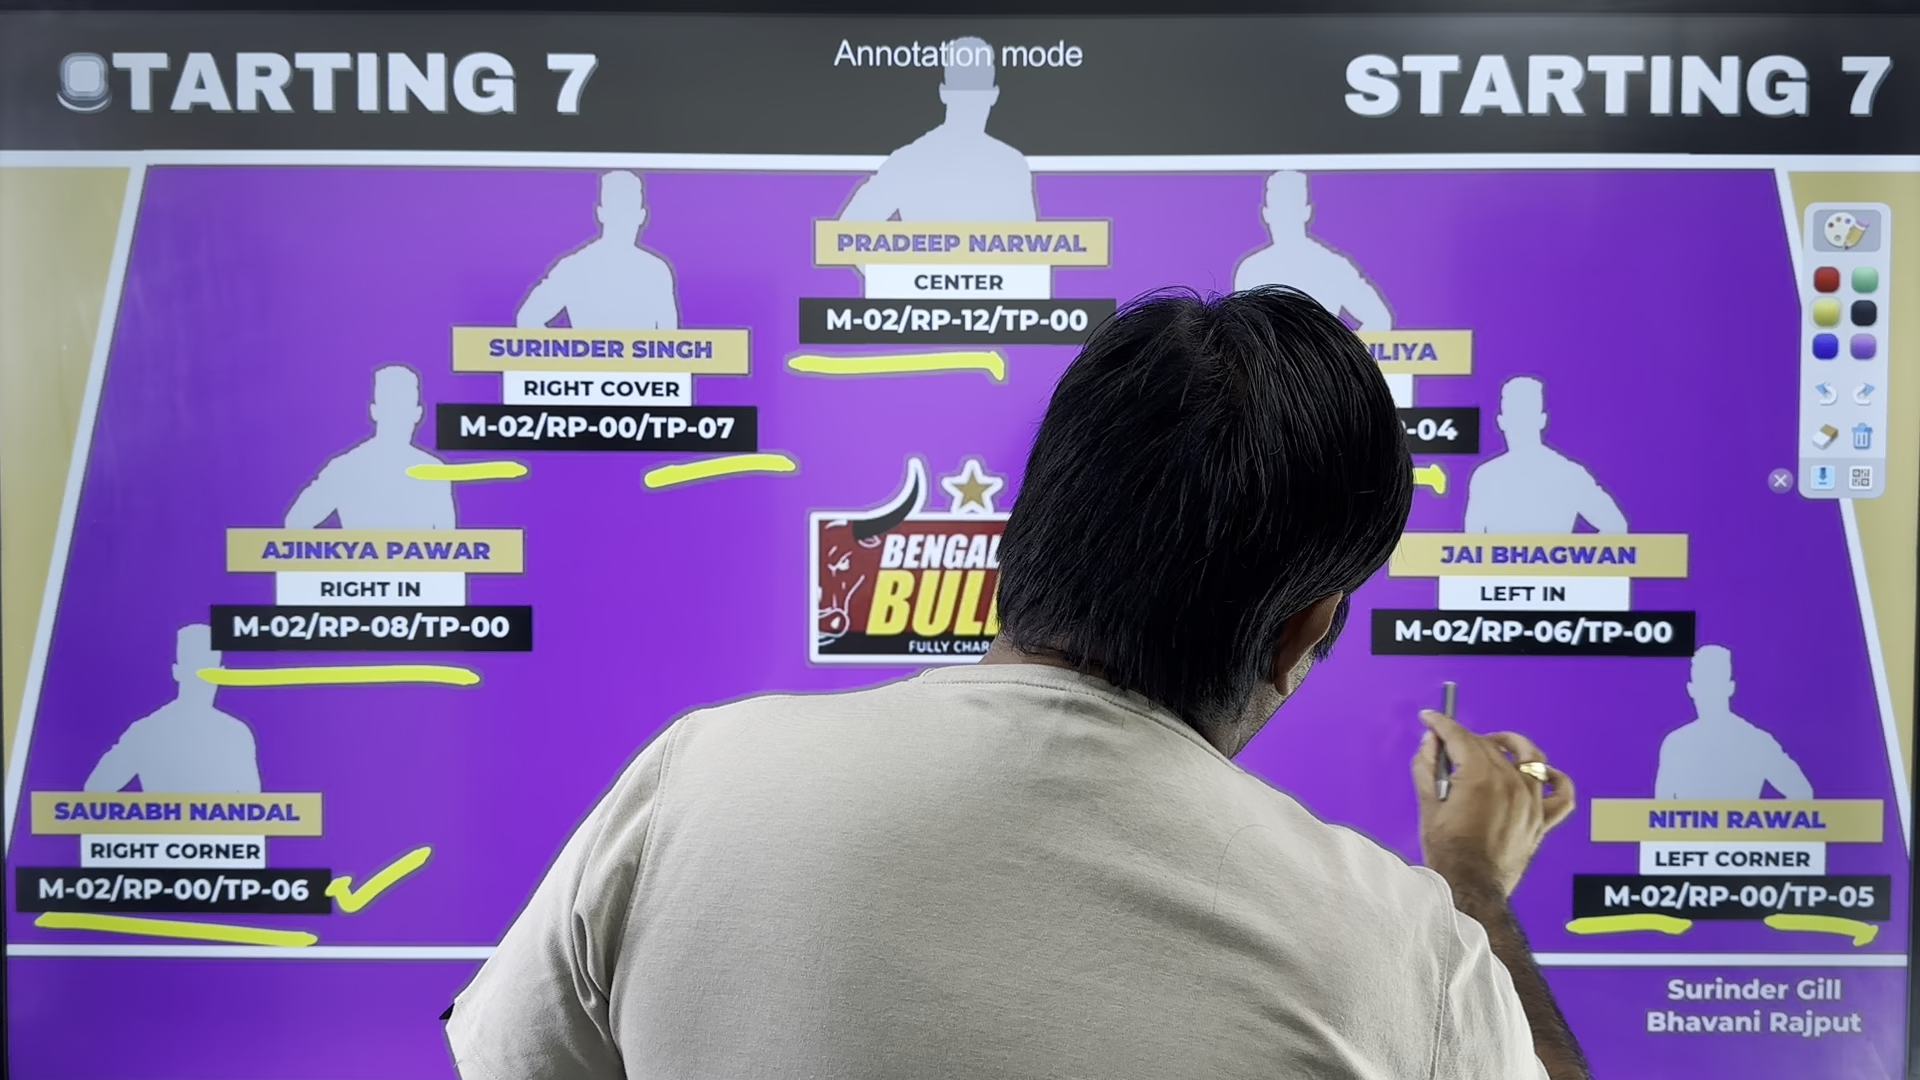 STARTING 7
Annotation mode
STARTING 7
PRADEEP NARWAL
CENTER
M-02/RP-12/TP-00
SURINDER SINGH
RIGHT COVER
M-02/RP-00/TP-07
-04
AJINKYA PAWAR
RIGHT IN
M-02/RP-08/TP-00
BENGAL
BULL
FULLY CHAR
JAI BHAGWAN
LEFT IN
M-02/RP-06/TP-00
SAURABH NANDAL
RIGHT CORNER
M-02/RP-00/TP-06
NITIN RAWAL
LEFT CORNER
M-02/RP-00/TP-05
Surinder Gill
Bhavani Rajput